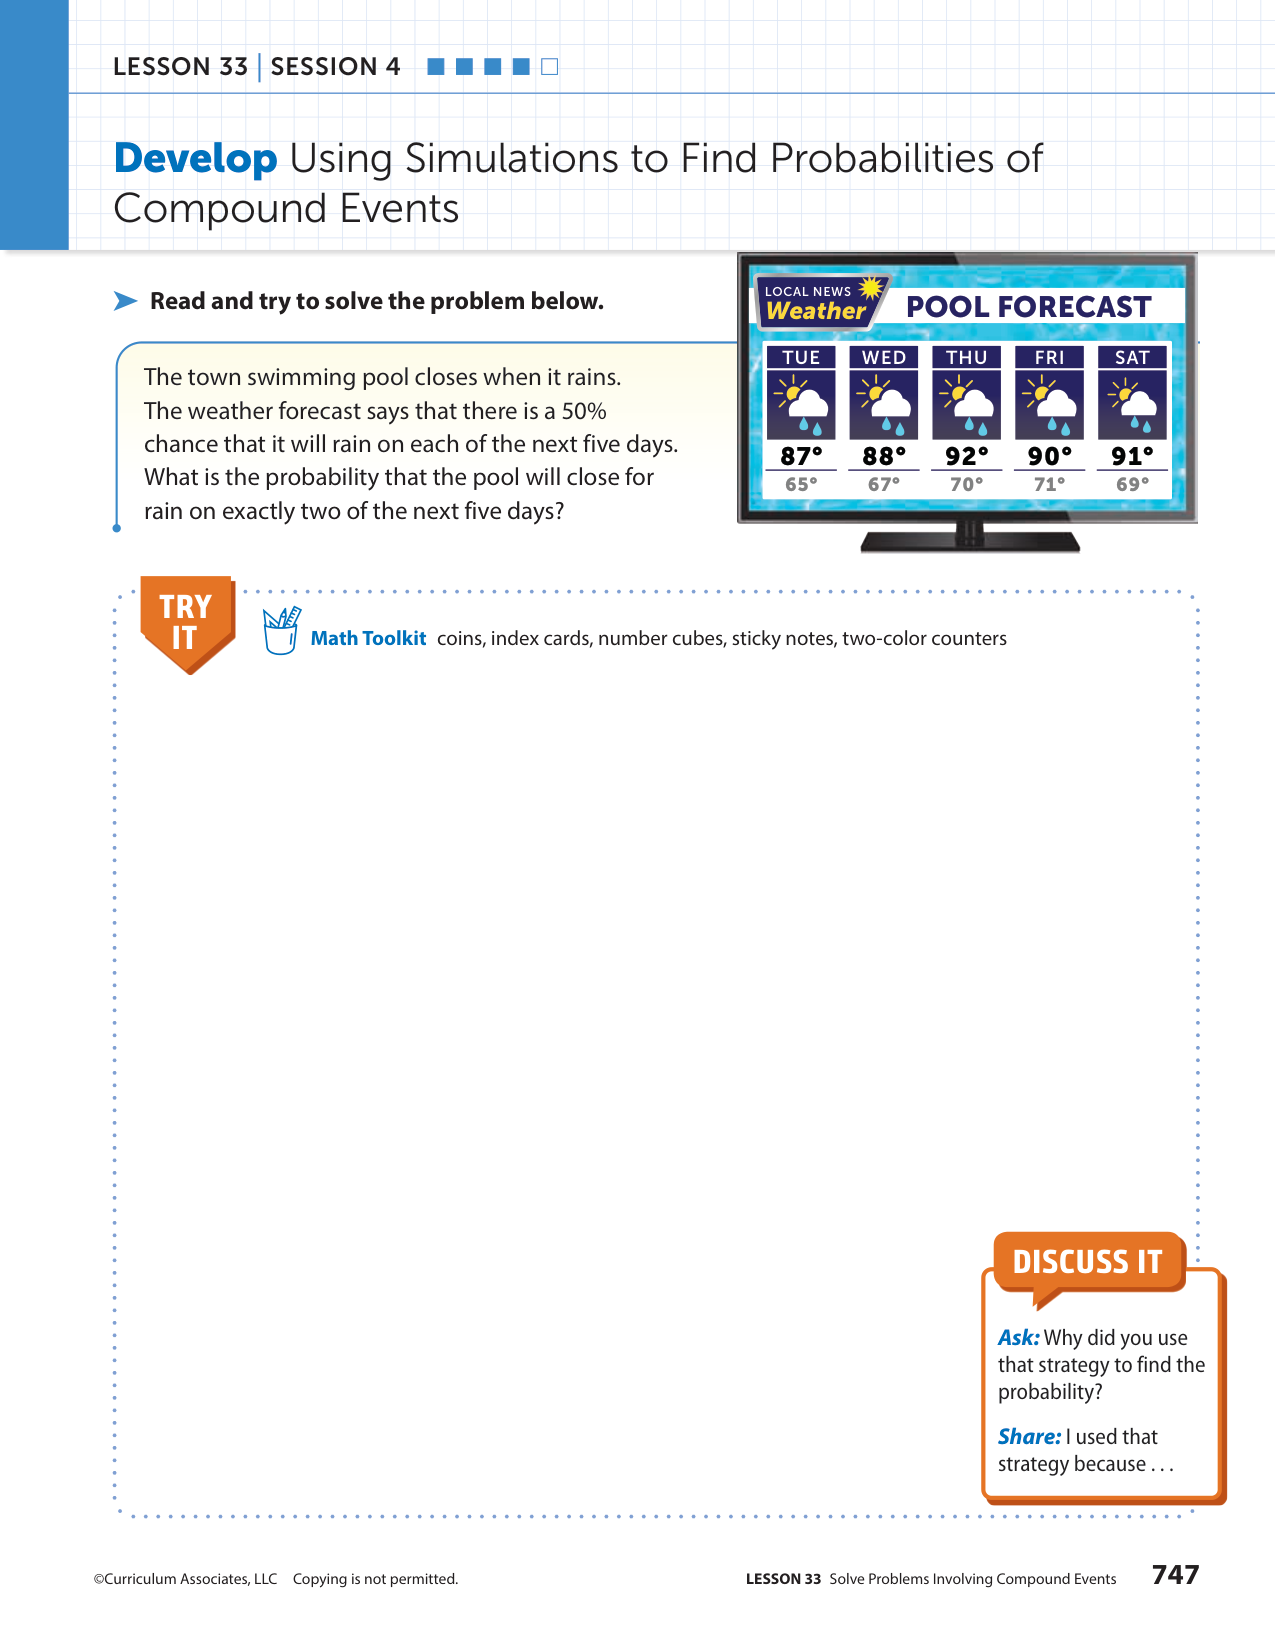 LESSON 33 | SESSION 4
Develop Using Simulations to Find Probabilities of
Compound Events
Read and try to solve the problem below.
The town swimming pool closes when it rains.
The weather forecast says that there is a 50%
chance that it will rain on each of the next five days.
What is the probability that the pool will close for
rain on exactly two of the next five days?
LOCAL NEWS
Weather
POOL FORECAST
TUE WED THU FRI SAT
87° 88° 92° 90° 91°
65° 67° 70° 71° 69°
TRY
IT
Math Toolkit coins, index cards, number cubes, sticky notes, two-color counters
DISCUSS IT
Ask: Why did you use
that strategy to find the
probability?
Share: I used that
strategy because . . .
©Curriculum Associates, LLC Copying is not permitted.
LESSON 33 Solve Problems Involving Compound Events 747